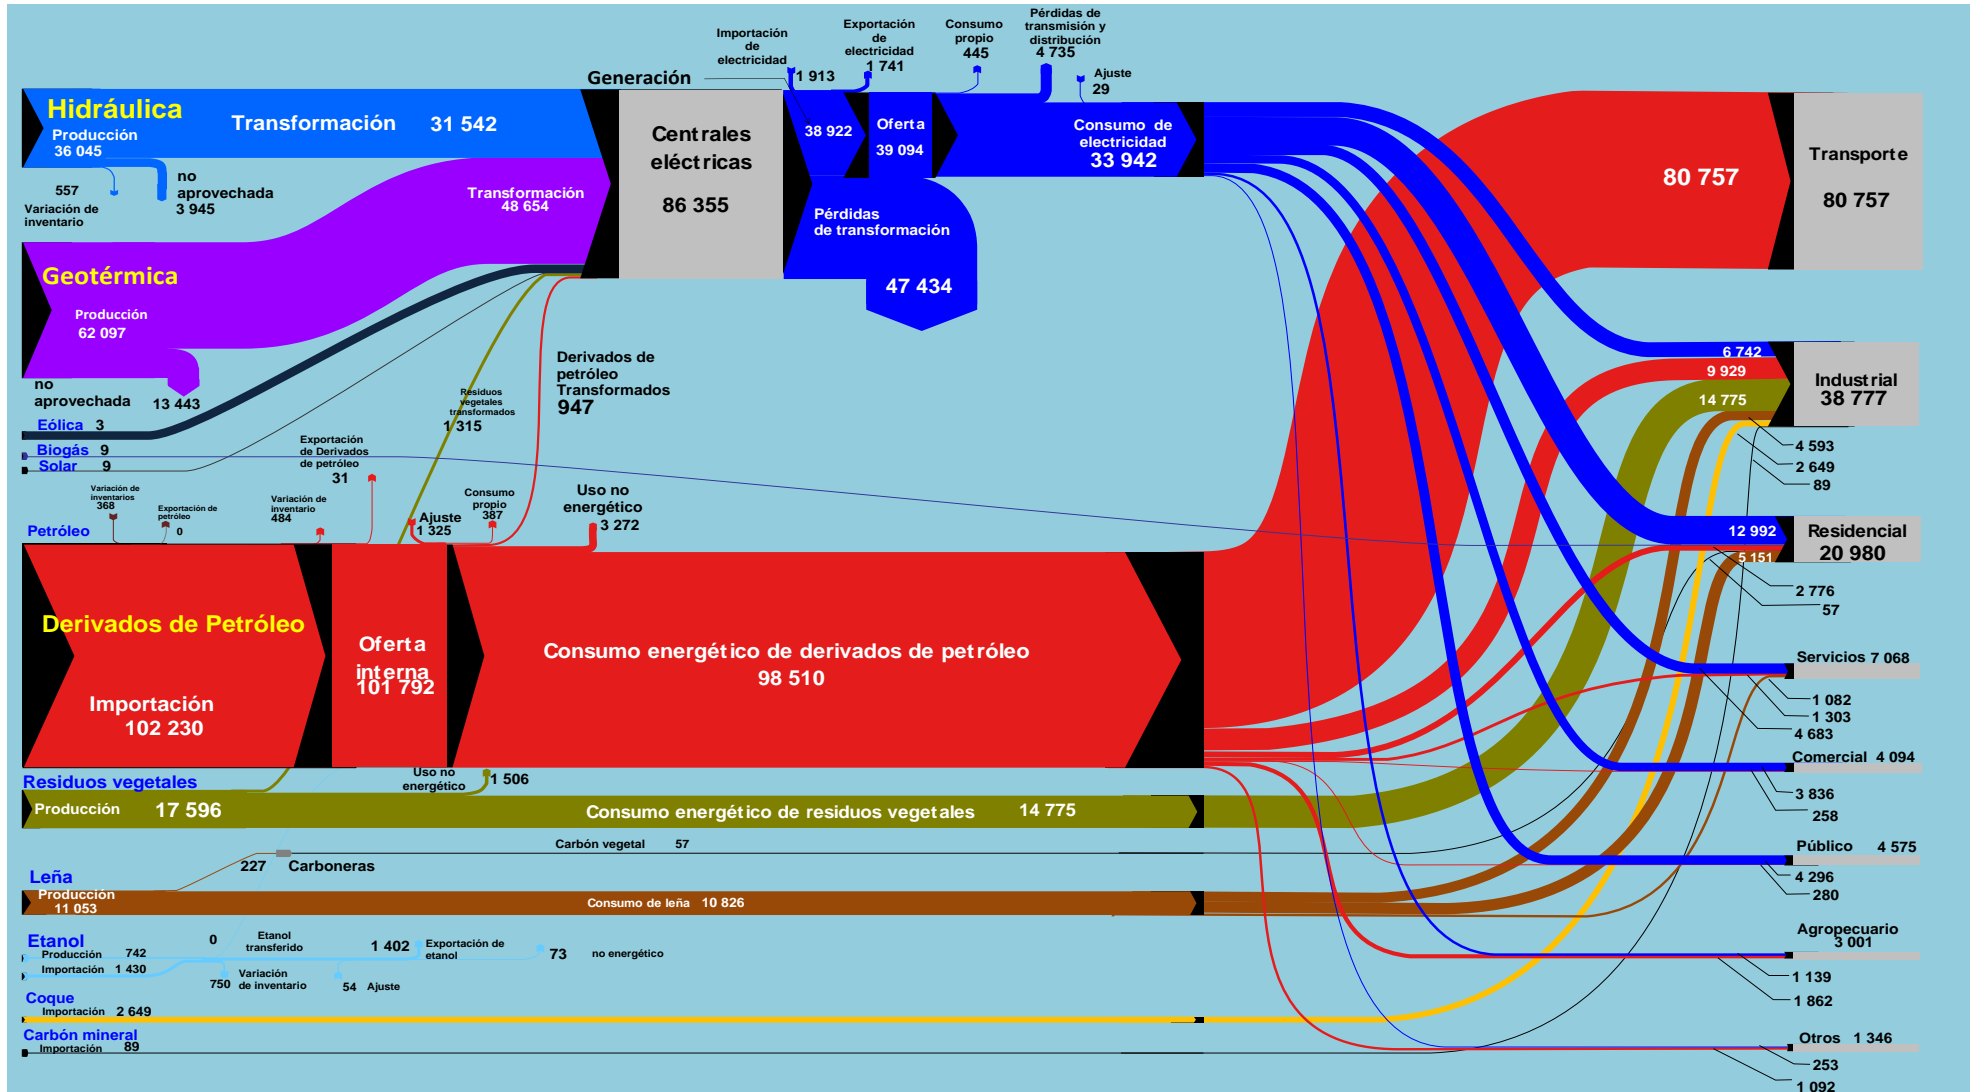 Importación
de
electricidad
1 913
Exportación
de
electricidad
1 741
Consumo
propio
445
Pérdidas de
transmisión y
distribución
4 735
Ajuste
29
Generación
Hidráulica
Producción
36 045
Transformación 31 542
557
Variación de
inventario
no
aprovechada
3 945
Centrales
eléctricas
86 355
38 922
Oferta
39 094
Consumo de
electricidad
33 942
Transformación
48 654
Pérdidas
de transformación
47 434
Geotérmica
Producción
62 097
no
aprovechada
13 443
Eólica 3
Biogás 9
Solar 9
Residuos
vegetales
transformados
1 315
Derivados de
petróleo
Transformados
947
Exportación
de Derivados
de petróleo
31
Variación de
inventarios
368
Exportación de
petróleo
0
Variación de
inventario
484
Ajuste
1 325
Consumo
propio
387
Uso no
energético
3 272
Petróleo
Derivados de Petróleo
Importación
102 230
Oferta
interna
101 792
Consumo energético de derivados de petróleo
98 510
Residuos vegetales
Producción 17 596
Uso no
energético
1 506
Consumo energético de residuos vegetales 14 775
227 Carboneras
Carbón vegetal 57
Leña
Producción
11 053
Consumo de leña 10 826
Etanol
Producción 742
Importación 1 430
0
Etanol
transferido
1 402
Exportación de
etanol
73 no energético
750
Variación
de inventario
54 Ajuste
Coque
Importación 2 649
Carbón mineral
Importación 89
80 757
Transporte
80 757
6 742
9 929
14 775
Industrial
38 777
4 593
2 649
89
12 992
5 151
Residencial
20 980
2 776
57
Servicios 7 068
1 082
1 303
4 683
Comercial 4 094
3 836
258
Público 4 575
4 296
280
Agropecuario
3 001
1 139
1 862
Otros 1 346
253
1 092